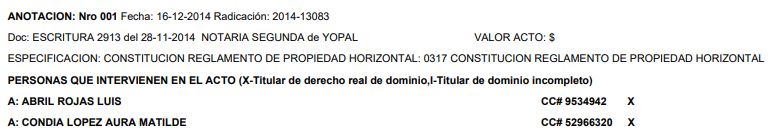 ANOTACION: Nro 001 Fecha: 16-12-2014 Radicación: 2014-13083
Doc: ESCRITURA 2913 del 28-11-2014 NOTARIA SEGUNDA de YOPAL VALOR ACTO: $
ESPECIFICACION: CONSTITUCION REGLAMENTO DE PROPIEDAD HORIZONTAL: 0317 CONSTITUCION REGLAMENTO DE PROPIEDAD HORIZONTAL
PERSONAS QUE INTERVIENEN EN EL ACTO (X-Titular de derecho real de dominio,I-Titular de dominio incompleto)
A: ABRIL ROJAS LUIS CC# 9534942 X
A: CONDIA LOPEZ AURA MATILDE CC# 52966320 X